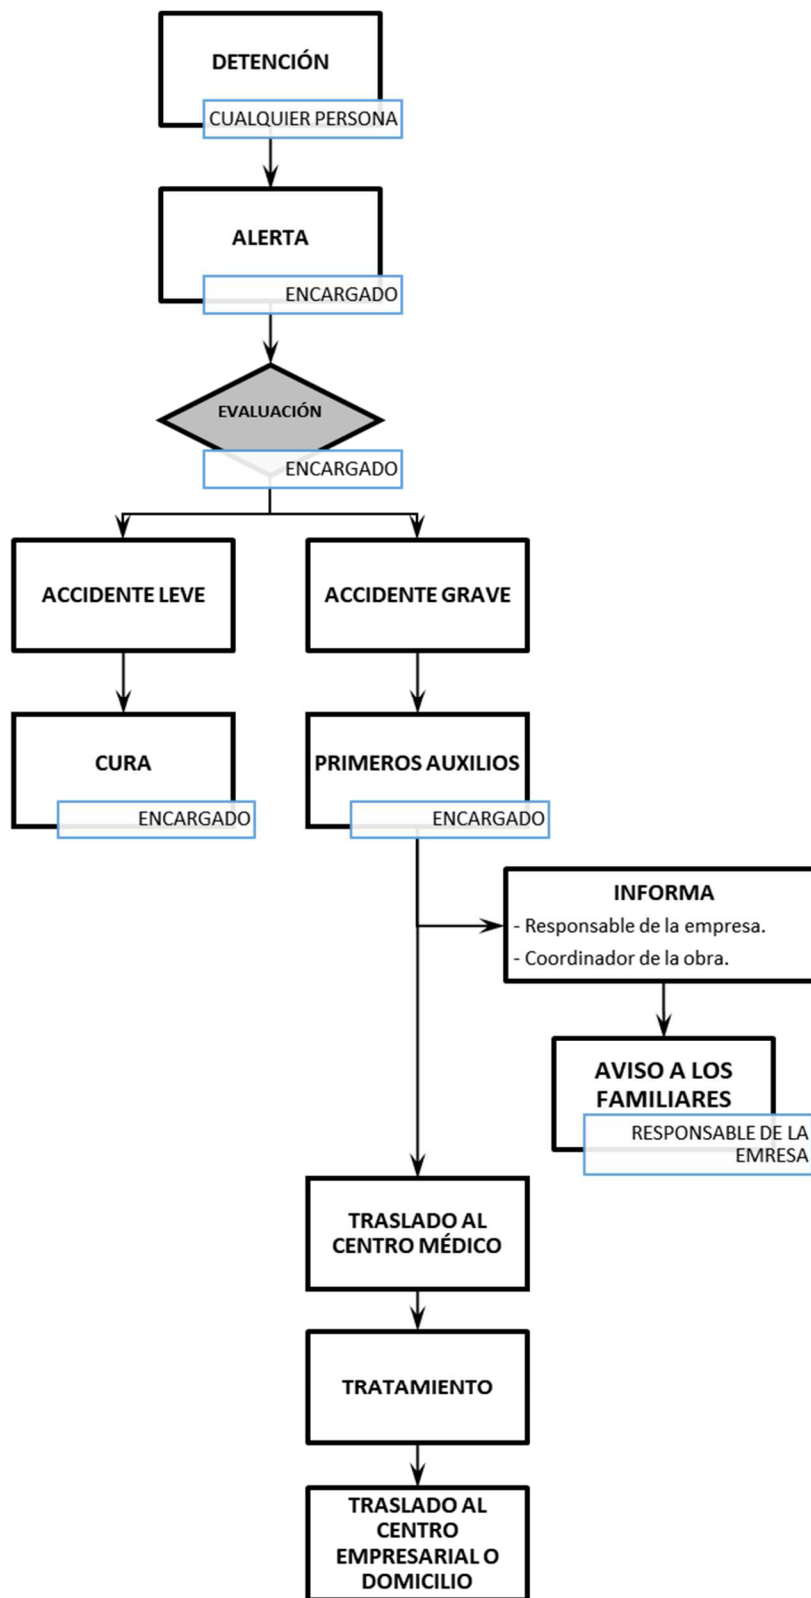 DETENCIÓN
CUALQUIER PERSONA
ALERTA
ENCARGADO
EVALUACIÓN
ENCARGADO
ACCIDENTE LEVE
ACCIDENTE GRAVE
CURA
ENCARGADO
PRIMEROS AUXILIOS
ENCARGADO
INFORMA
- Responsable de la empresa.
- Coordinador de la obra.
AVISO A LOS
FAMILIARES
RESPONSABLE DE LA
EMRESA
TRASLADO AL
CENTRO MÉDICO
TRATAMIENTO
TRASLADO AL
CENTRO
EMPRESARIAL O
DOMICILIO